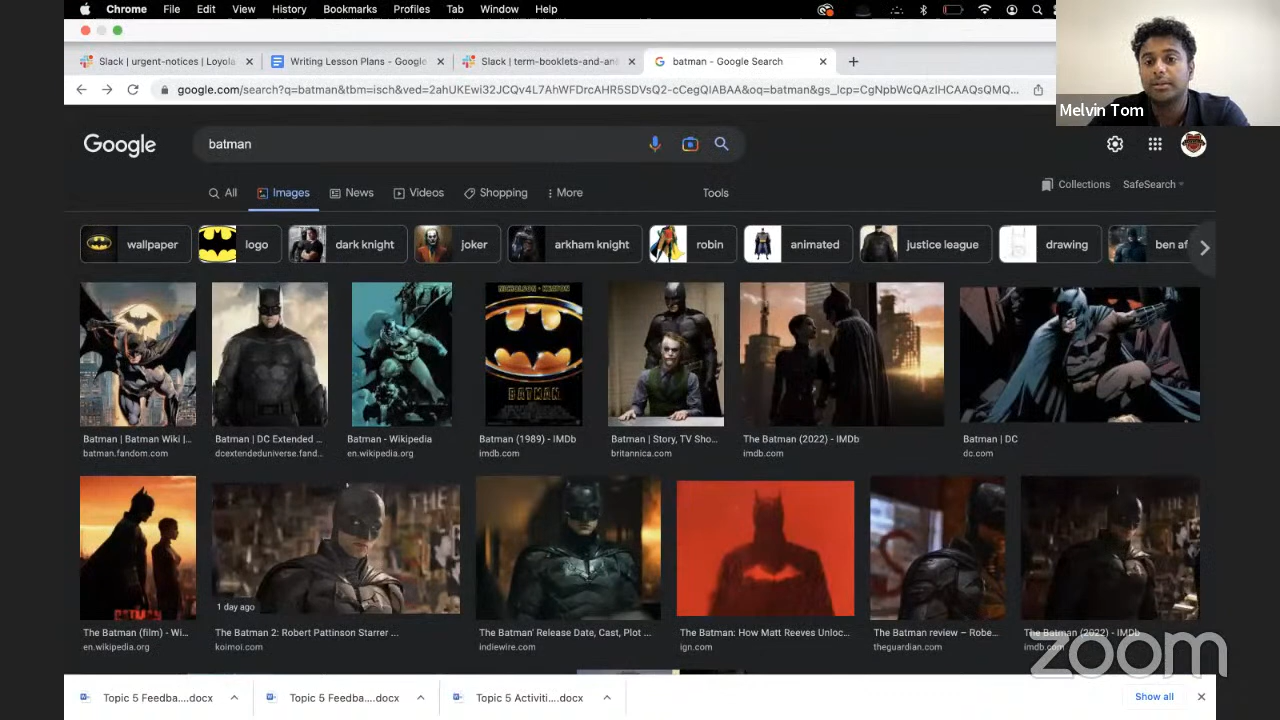 Chrome File Edit View History Bookmarks Profiles Tab Window Help
Slack | urgent-notices | Loyola
Writing Lesson Plans - Google
Slack | term-booklets-and-an
batman - Google Search
google.com/search?q=batman&tbm=isch&ved=2ahUKEwi32JCQv4L7AhWFDrcAHR5SDVsQ2-cCegQIABAA&oq=batman&gs_lcp=CgNpbWcQAzIHCAAQsQMQ...
Melvin Tom
Google
batman
All Images News Videos Shopping More Tools
Collections SafeSearch
wallpaper logo dark knight joker arkham knight robin animated justice league drawing ben af
NICHOLSON KEATON
BATMAN
Batman | Batman Wiki |...
batman.fandom.com
Batman | DC Extended ...
dcextendeduniverse.fand...
Batman - Wikipedia
en.wikipedia.org
Batman (1989) - IMDb
imdb.com
Batman | Story, TV Sho...
britannica.com
The Batman (2022) - IMDb
imdb.com
Batman | DC
dc.com
BATMAN
THE
1 day ago
The Batman (film) - Wi...
en.wikipedia.org
The Batman 2: Robert Pattinson Starrer ...
koimoi.com
The Batman' Release Date, Cast, Plot ...
indiewire.com
The Batman: How Matt Reeves Unloc...
ign.com
The Batman review – Robe...
theguardian.com
The Batman (2022) - IMDb
imdb.com
zoom
Topic 5 Feedba....docx
Topic 5 Feedba....docx
Topic 5 Activiti....docx
Show all